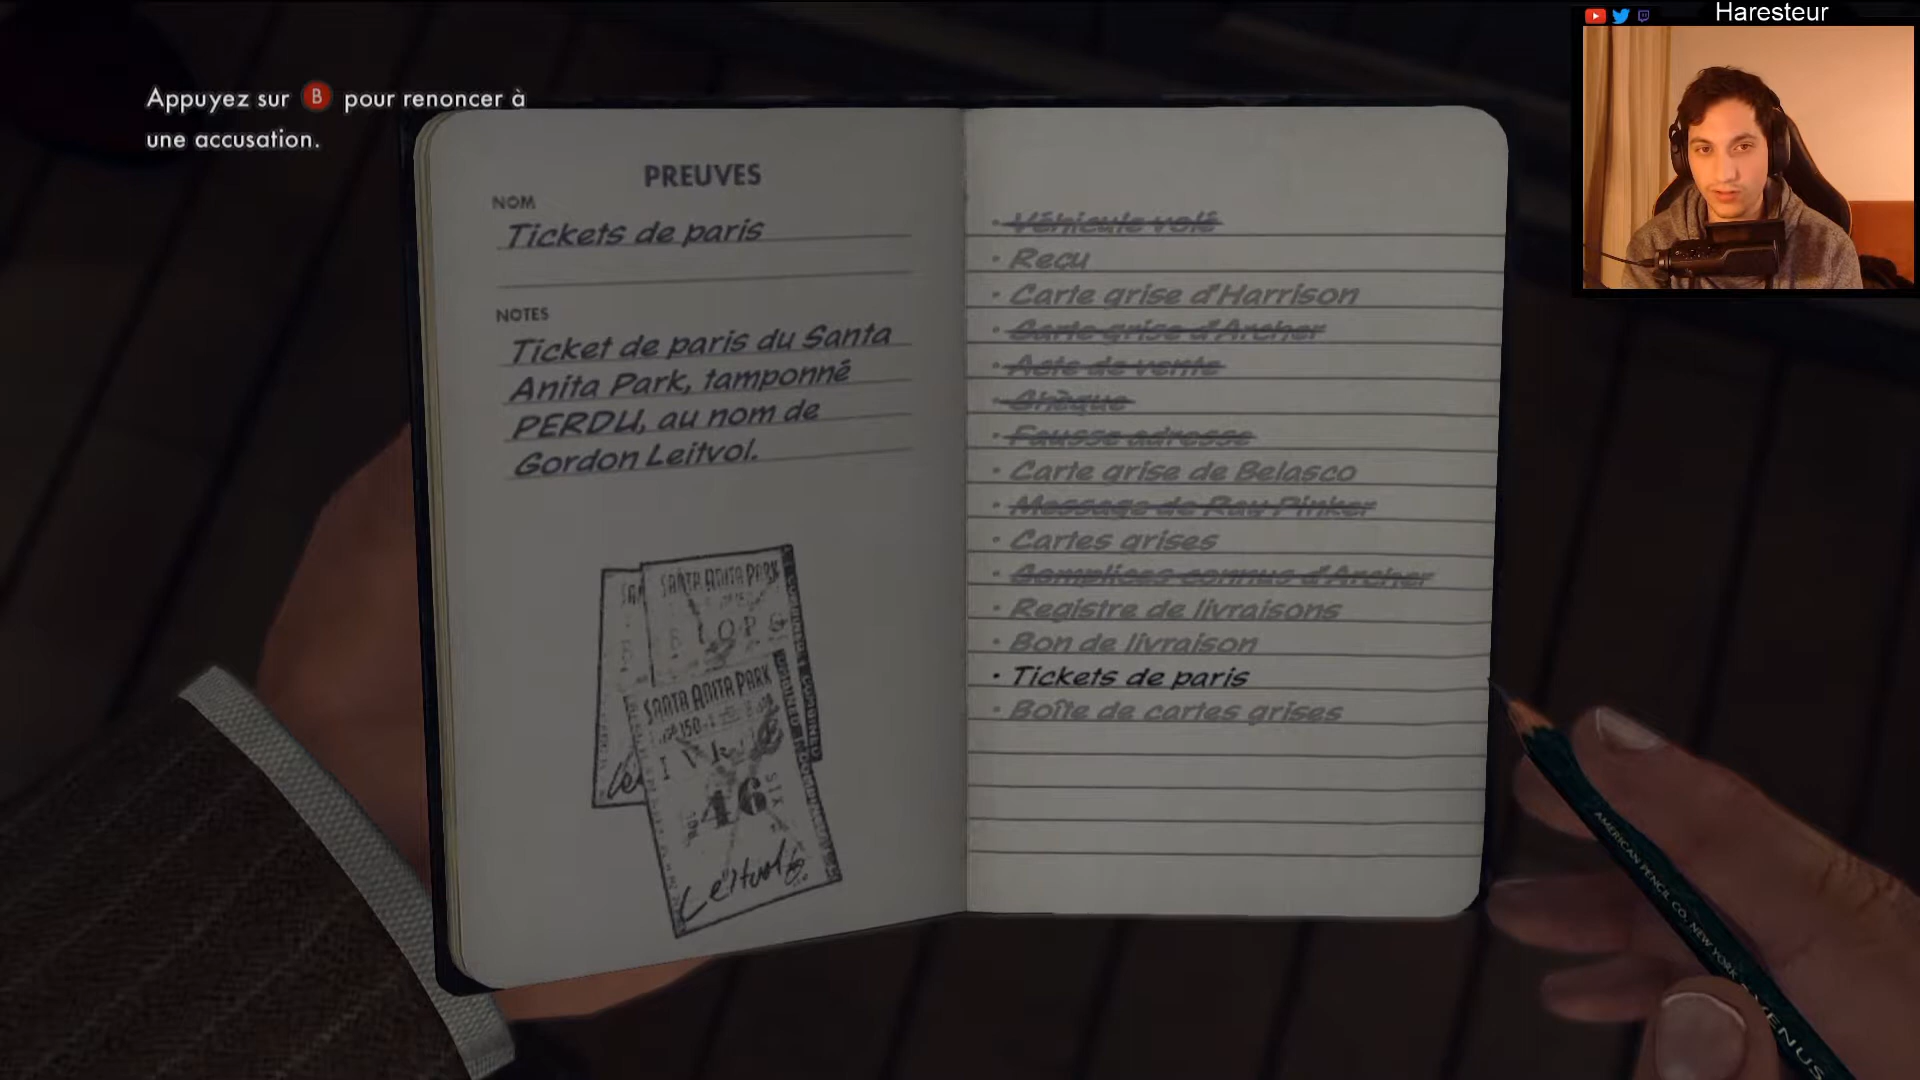 Haresteur
Appuyez sur B pour renoncer à
une accusation.
PREUVES
NOM
Tickets de paris
NOTES
Ticket de paris du Santa
Anita Park, tamponné
PERDU, au nom de
Gordon Leitvol.
SANTA ANITA PARK
SANTA ANITA PARK
46
SIX
Leitvol
• Véhicule volé
• Reçu
• Carte grise d'Harrison
• Carte grise d'Archer
• Acte de vente
• Chèque
• Fausse adresse
• Carte grise de Belasco
• Message de Ray Pinker
• Cartes grises
• Complices connus d'Archer
• Registre de livraisons
• Bon de livraison
• Tickets de paris
• Boîte de cartes grises
AMERICAN PENCIL CO. NEW YORK
VENUS